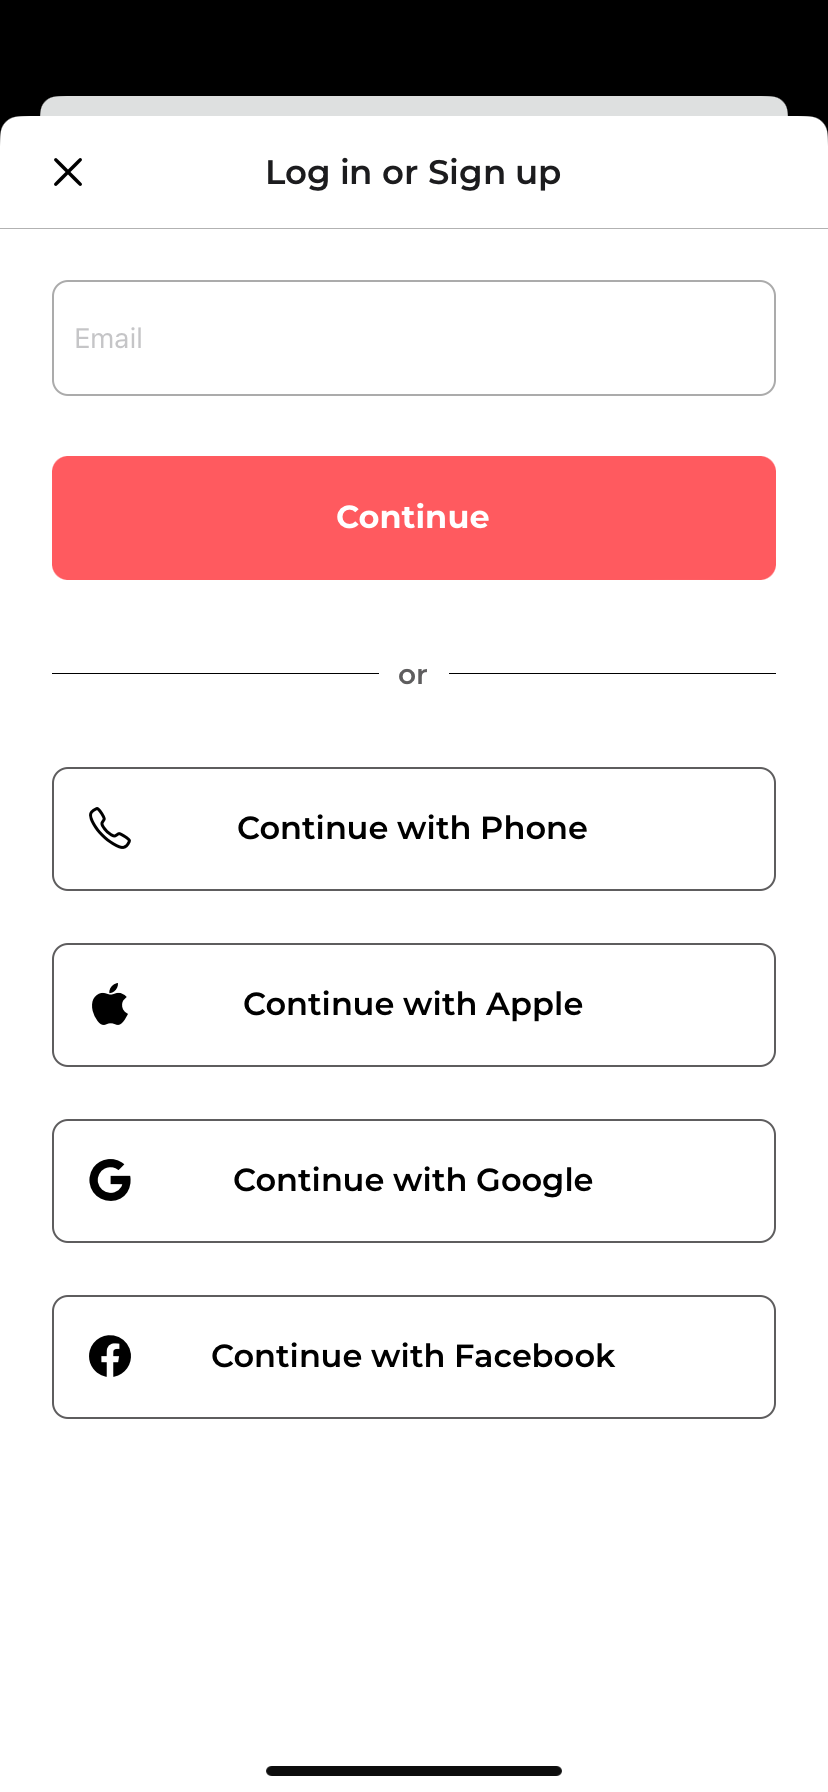 Log in or Sign up
Email
Continue
or
Continue with Phone
Continue with Apple
Continue with Google
Continue with Facebook